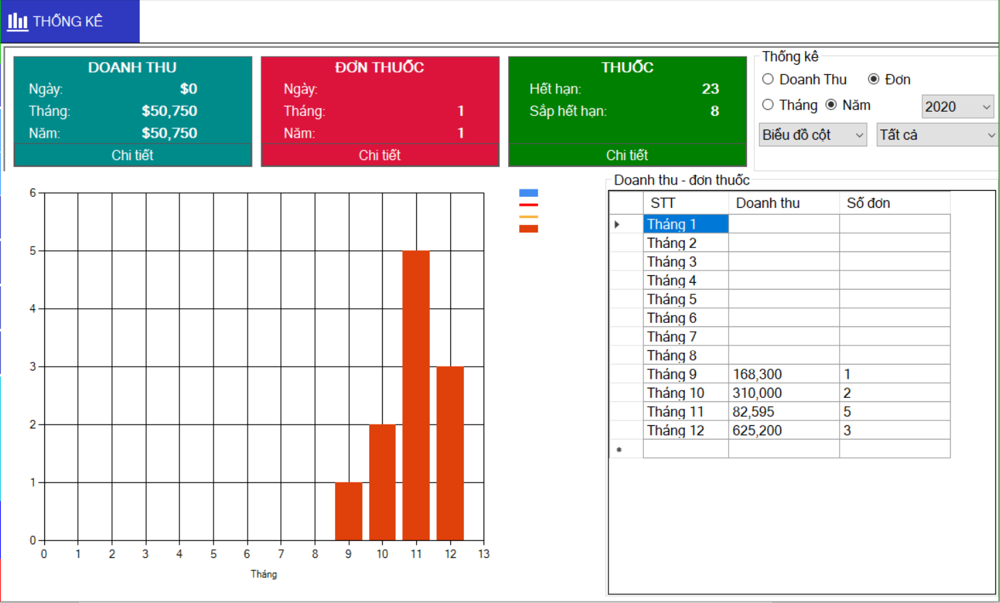 THỐNG KÊ
DOANH THU
Ngày: $0
Tháng: $50,750
Năm: $50,750
Chi tiết
ĐƠN THUỐC
Ngày:
Tháng: 1
Năm: 1
Chi tiết
THUỐC
Hết hạn: 23
Sắp hết hạn: 8
Chi tiết
Thống kê
Doanh Thu Đơn
Tháng Năm 2020
Biểu đồ cột Tất cả
6
5
4
3
2
1
0
0 1 2 3 4 5 6 7 8 9 10 11 12 13
Tháng
Doanh thu - đơn thuốc
STT Doanh thu Số đơn
Tháng 1
Tháng 2
Tháng 3
Tháng 4
Tháng 5
Tháng 6
Tháng 7
Tháng 8
Tháng 9 168,300 1
Tháng 10 310,000 2
Tháng 11 82,595 5
Tháng 12 625,200 3